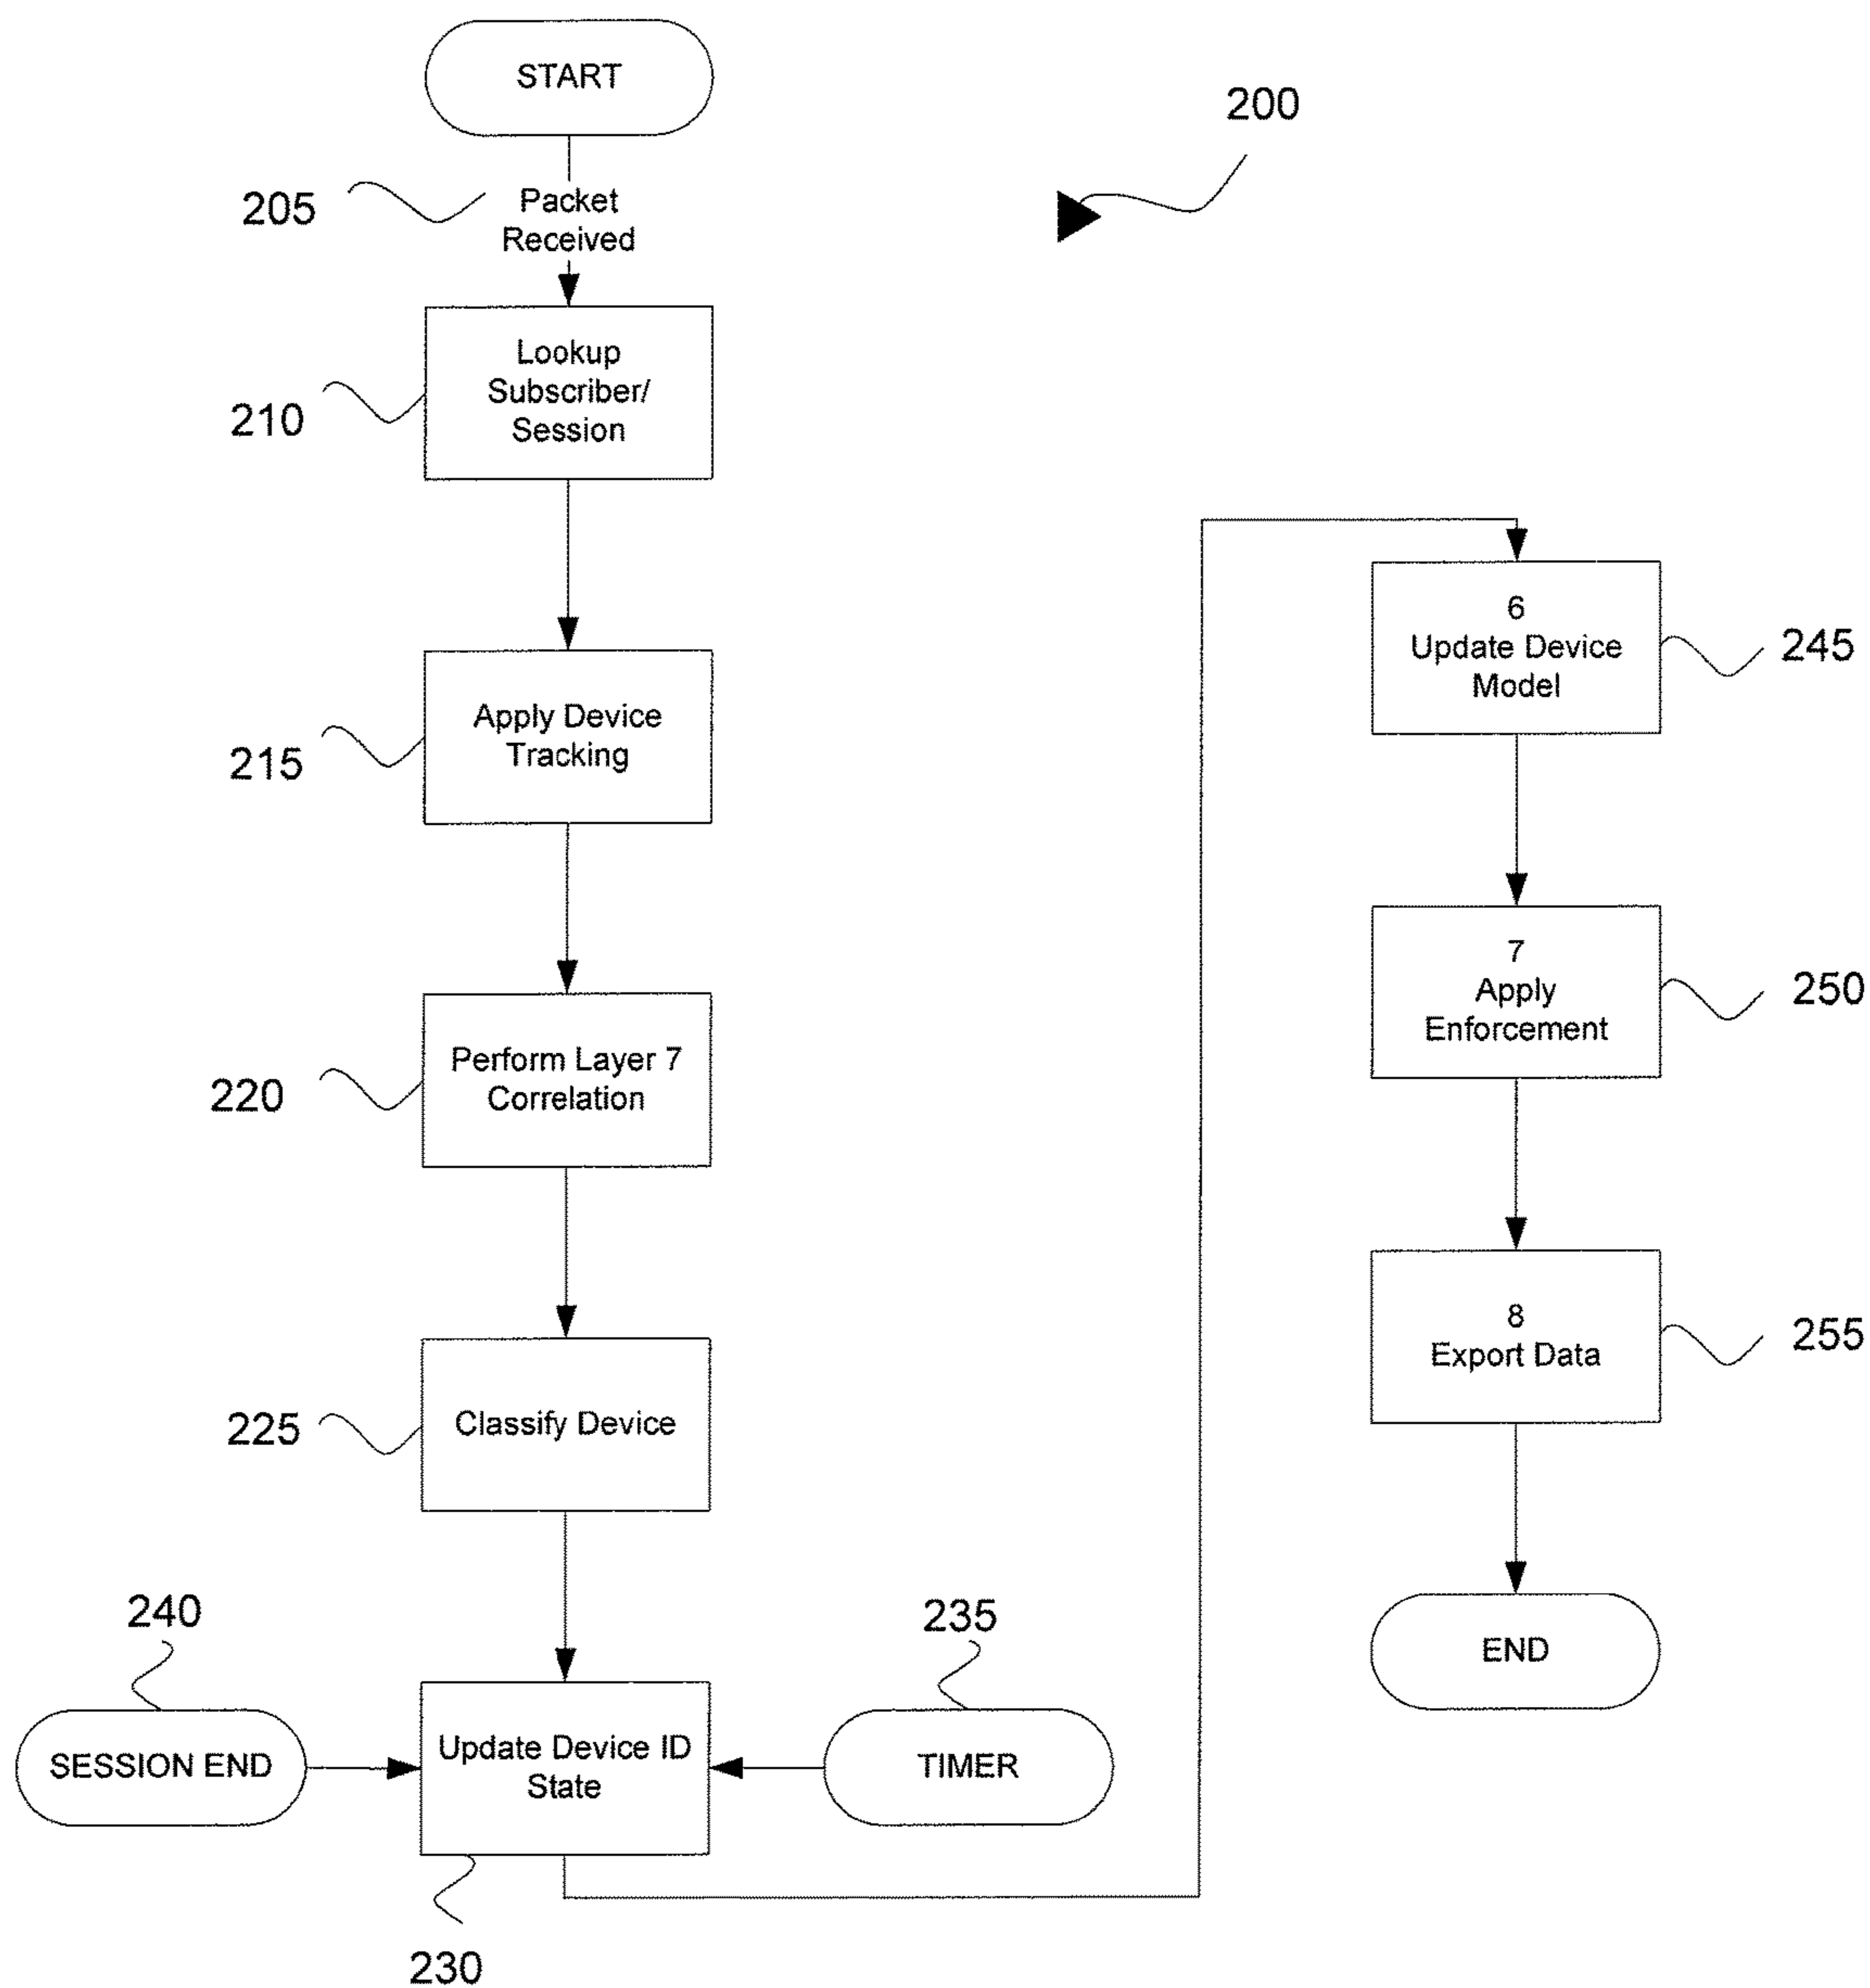 START
200
205
Packet
Received
Lookup
Subscriber/
Session
210
Apply Device
Tracking
215
Perform Layer 7
Correlation
220
Classify Device
225
240
235
SESSION END
Update Device ID
State
TIMER
230
6
Update Device
Model
245
7
Apply
Enforcement
250
8
Export Data
255
END